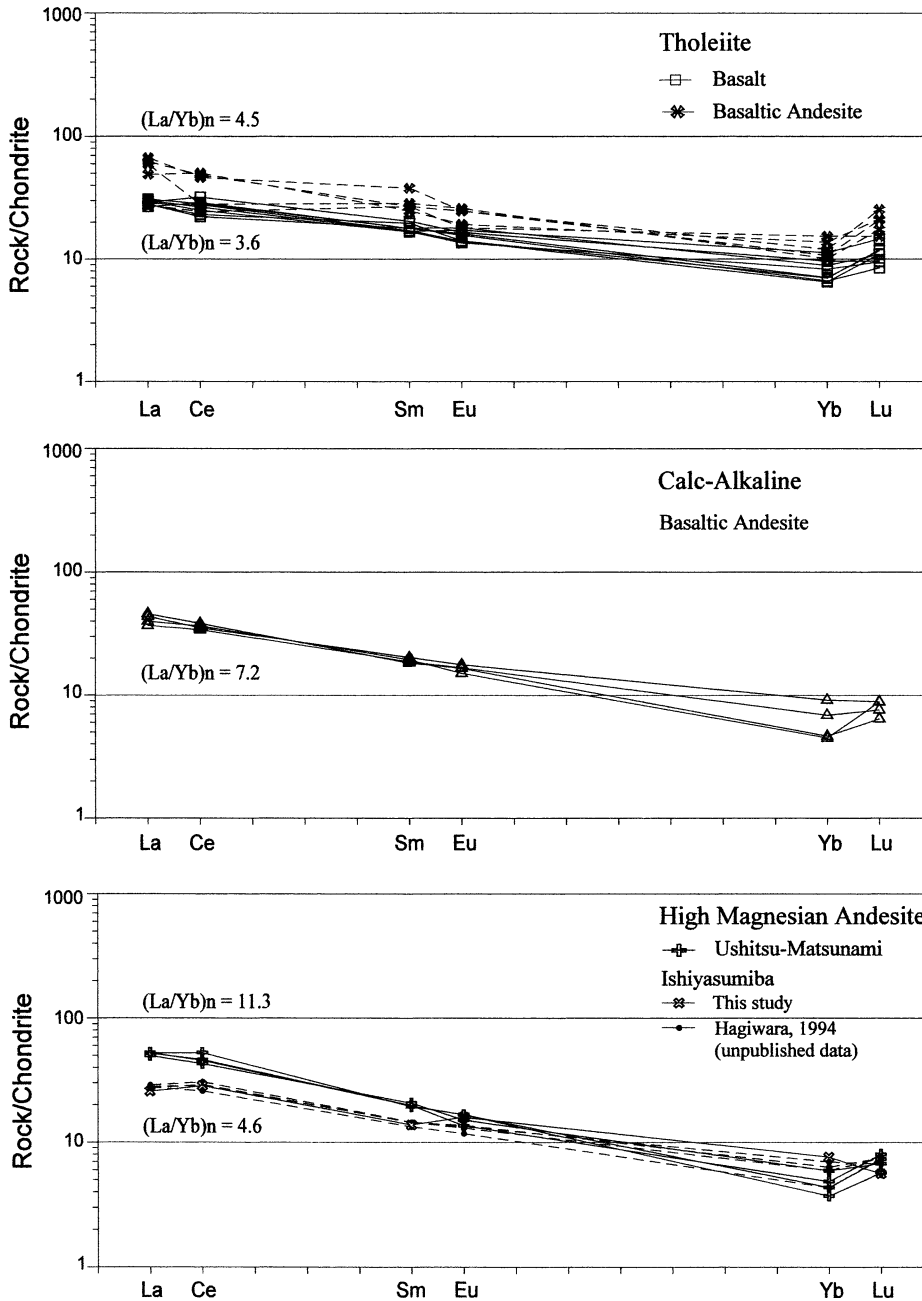 1000
Tholeiite
Basalt
Basaltic Andesite
(La/Yb)n = 4.5
100
(La/Yb)n = 3.6
10
1
Rock/Chondrite
La Ce Sm Eu Yb Lu
1000
Calc-Alkaline
Basaltic Andesite
100
(La/Yb)n = 7.2
10
1
Rock/Chondrite
La Ce Sm Eu Yb Lu
1000
High Magnesian Andesite
Ushitsu-Matsunami
Ishiyasumiba
This study
Hagiwara, 1994
(unpublished data)
(La/Yb)n = 11.3
100
(La/Yb)n = 4.6
10
1
Rock/Chondrite
La Ce Sm Eu Yb Lu